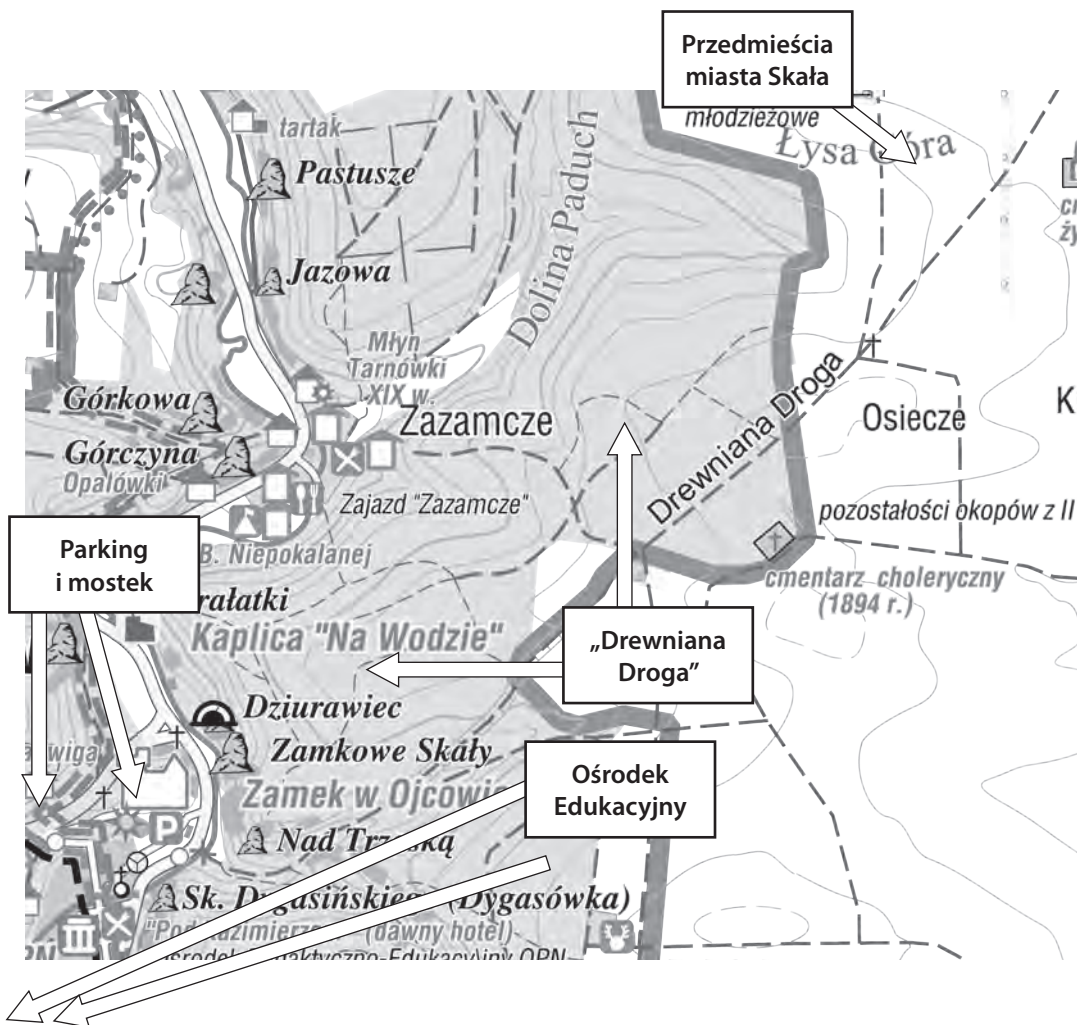 Przedmieścia
miasta Skała
młodzieżowe
Łysa Góra
tartak
Pastusze
Dolina Paduch
Jazowa
Młyn
Tarnówki
XIX w.
Górkowa
Zazamcze
Drewniana Droga
Osiecze
K
Górczyna
Opalówki
Zajazd "Zazamcze"
pozostałości okopów z II
Parking
i mostek
B. Niepokalanej
cmentarz choleryczny
(1894 r.)
rałatki
Kaplica "Na Wodzie"
„Drewniana
Droga”
Dziurawiec
Zamkowe Skały
Ośrodek
Edukacyjny
Zamek w Ojcowie
P
Nad Trzaską
Sk. Dygasińskiego (Dygasówka)
(dawny hotel)